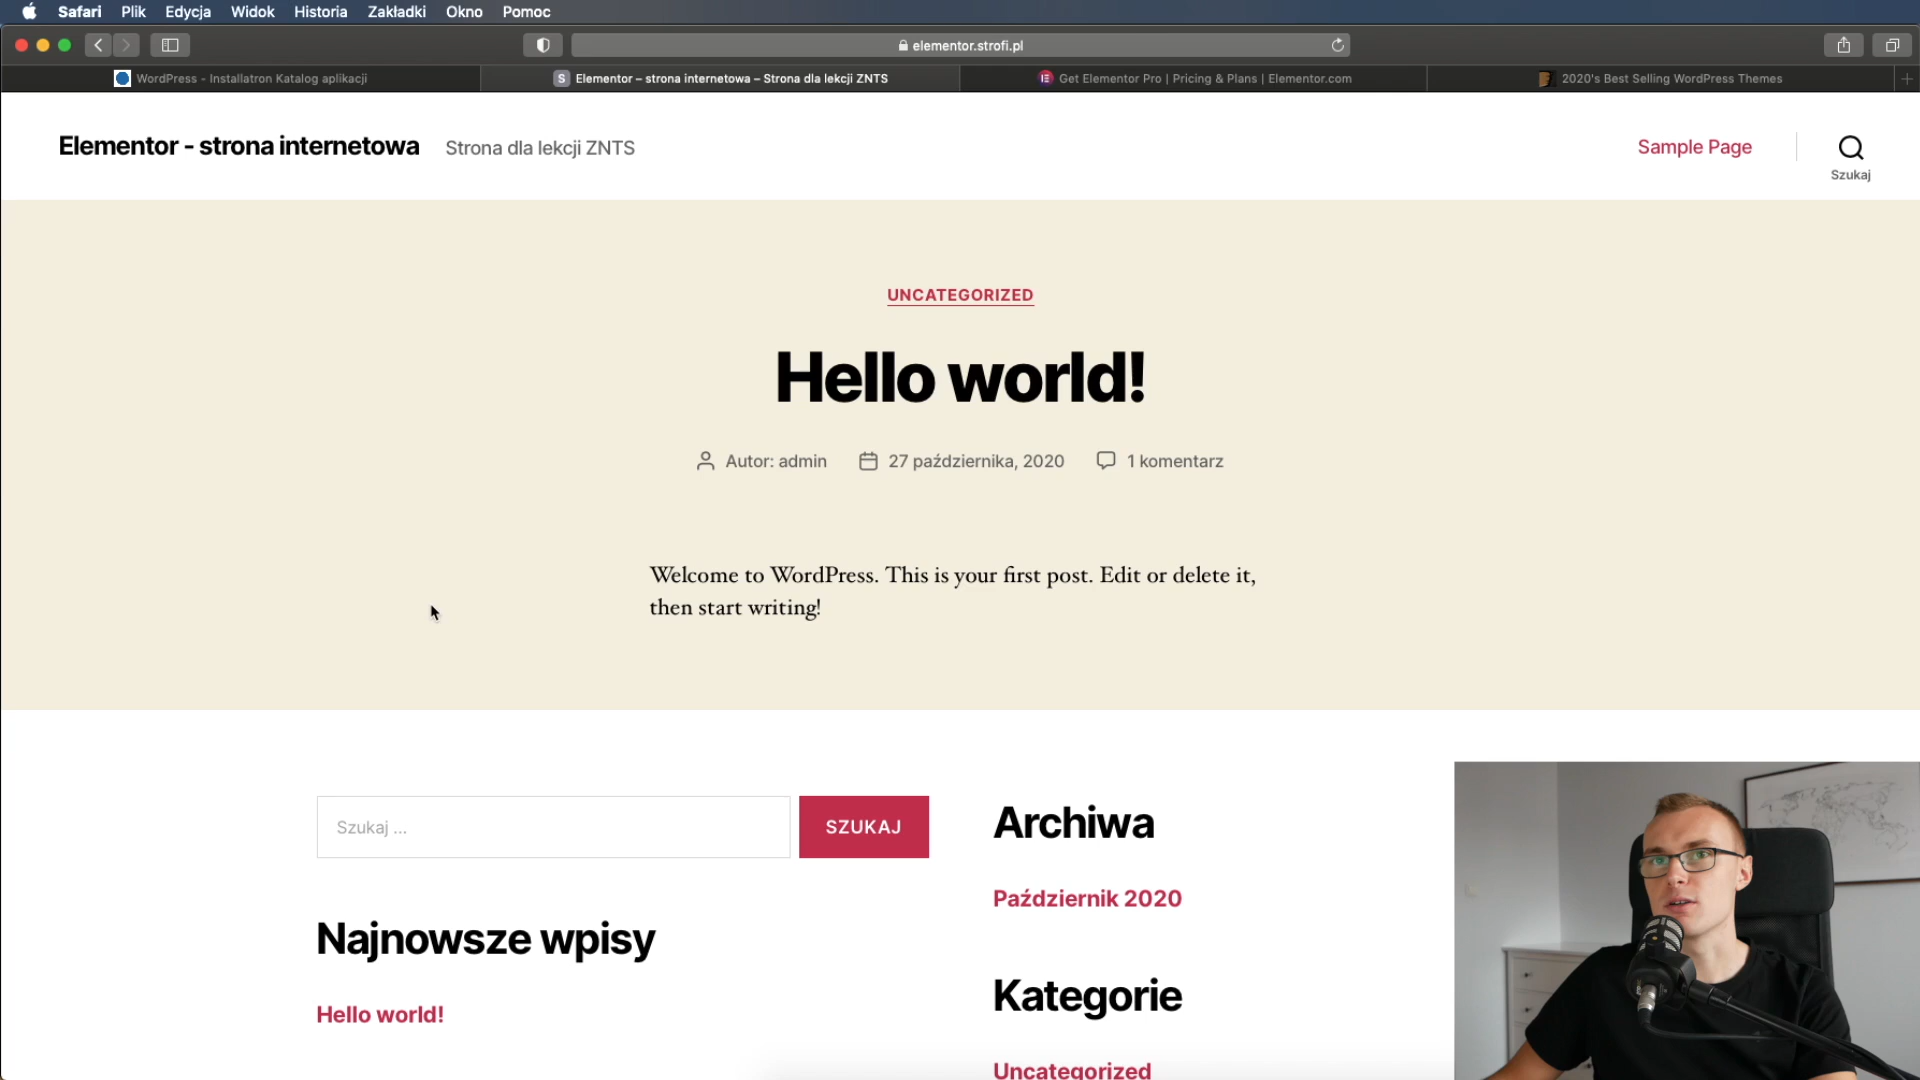 Safari Plik Edycja Widok Historia Zakładki Okno Pomoc
elementor.strofi.pl
WordPress - Installatron Katalog aplikacji
S Elementor – strona internetowa – Strona dla lekcji ZNTS
Get Elementor Pro | Pricing & Plans | Elementor.com
2020's Best Selling WordPress Themes
Elementor - strona internetowa
Strona dla lekcji ZNTS
Sample Page
Szukaj
UNCATEGORIZED
Hello world!
Autor: admin
27 października, 2020
1 komentarz
Welcome to WordPress. This is your first post. Edit or delete it,
then start writing!
Szukaj ...
SZUKAJ
Najnowsze wpisy
Hello world!
Archiwa
Październik 2020
Kategorie
Uncategorized